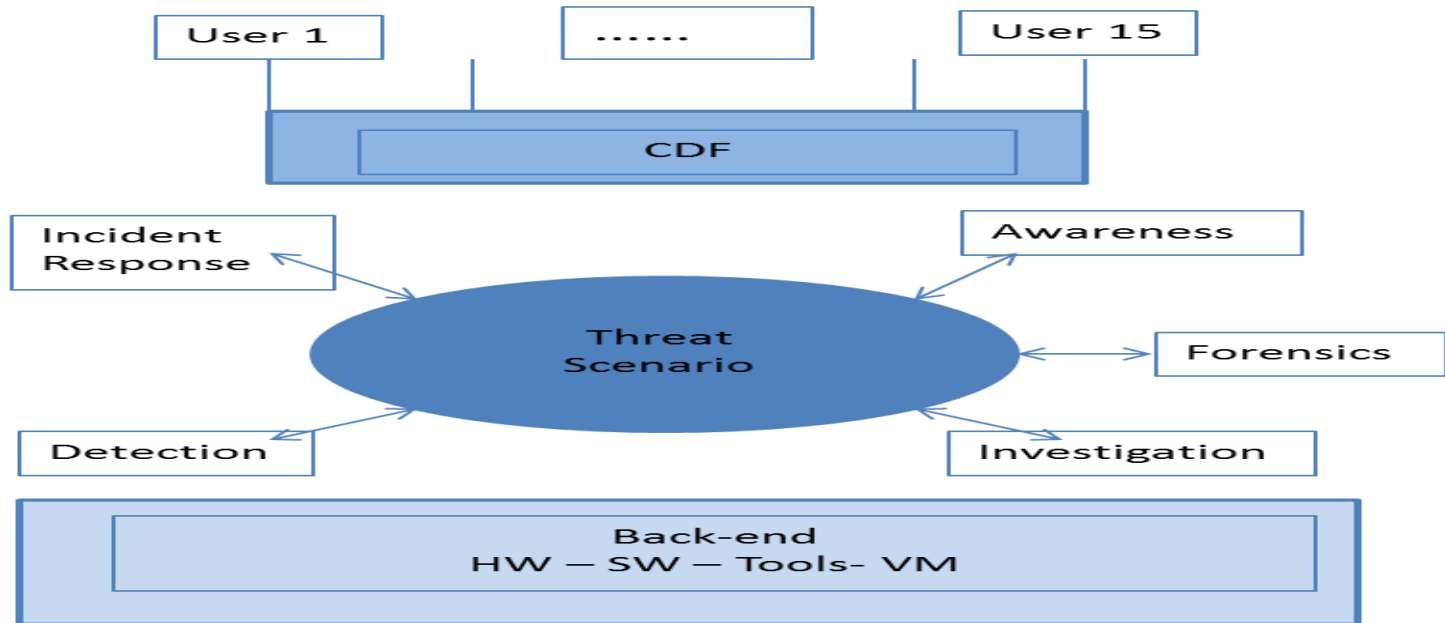 User 1
......
User 15
CDF
Incident
Response
Awareness
Threat
Scenario
Forensics
Detection
Investigation
Back-end
HW – SW – Tools- VM